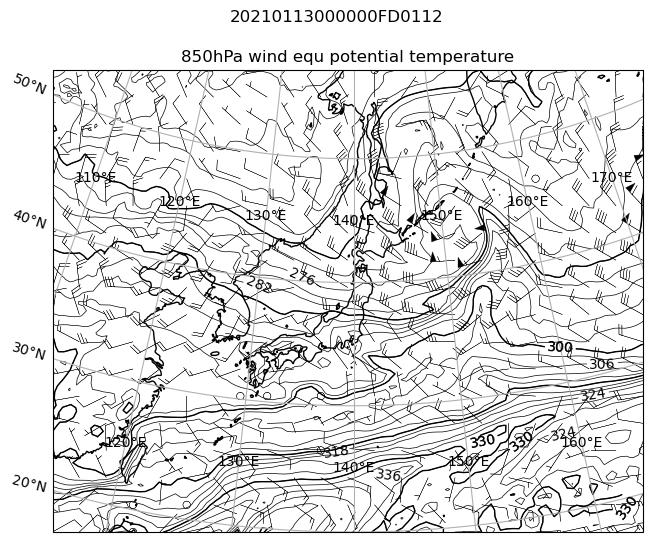 20210113000000FD0112
850hPa wind equ potential temperature
50°N
110°E
170°E
120°E
160°E
130°E
150°E
140°E
40°N
276
282
30°N
300
306
324
324
330
330
120°E
160°E
318
130°E
150°E
140°E
336
20°N
330